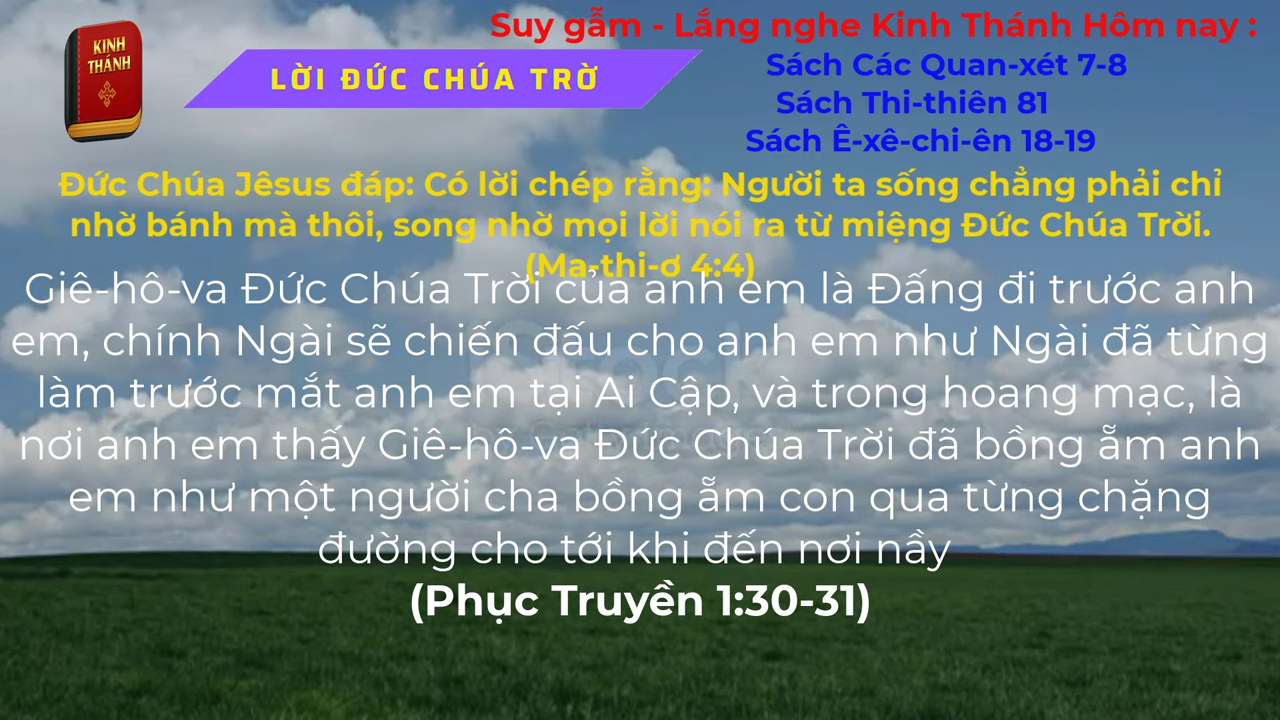 Suy gẫm - Lắng nghe Kinh Thánh Hôm nay :
KINH
THÁNH
LỜI ĐỨC CHÚA TRỜ
Sách Các Quan-xét 7-8
Sách Thi-thiên 81
Sách Ê-xê-chi-ên 18-19
Đức Chúa Jêsus đáp: Có lời chép rằng: Người ta sống chẳng phải chỉ
nhờ bánh mà thôi, song nhờ mọi lời nói ra từ miệng Đức Chúa Trời.
(Ma-thi-ơ 4:4)
Giê-hô-va Đức Chúa Trời của anh em là Đấng đi trước anh
em, chính Ngài sẽ chiến đấu cho anh em như Ngài đã từng
làm trước mắt anh em tại Ai Cập, và trong hoang mạc, là
nơi anh em thấy Giê-hô-va Đức Chúa Trời đã bồng ẵm anh
em như một người cha bồng ẵm con qua từng chặng
đường cho tới khi đến nơi nầy
(Phục Truyền 1:30-31)